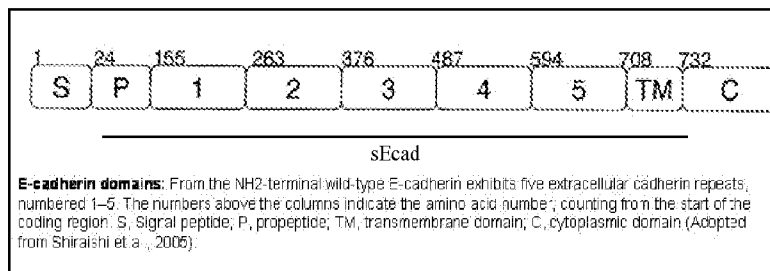 1 24 155 263 376 487 594 708 732
S P 1 2 3 4 5 TM C
sEcad
E-cadherin domains: From the NH2-terminal wild-type E-cadherin exhibits five extracellular cadherin repeats,
numbered 1–5. The numbers above the columns indicate the amino acid number, counting from the start of the
coding region. S, Signal peptide; P, propeptide; TM, transmembrane domain; C, cytoplasmic domain (Adopted
from Shiraishi et al., 2005).